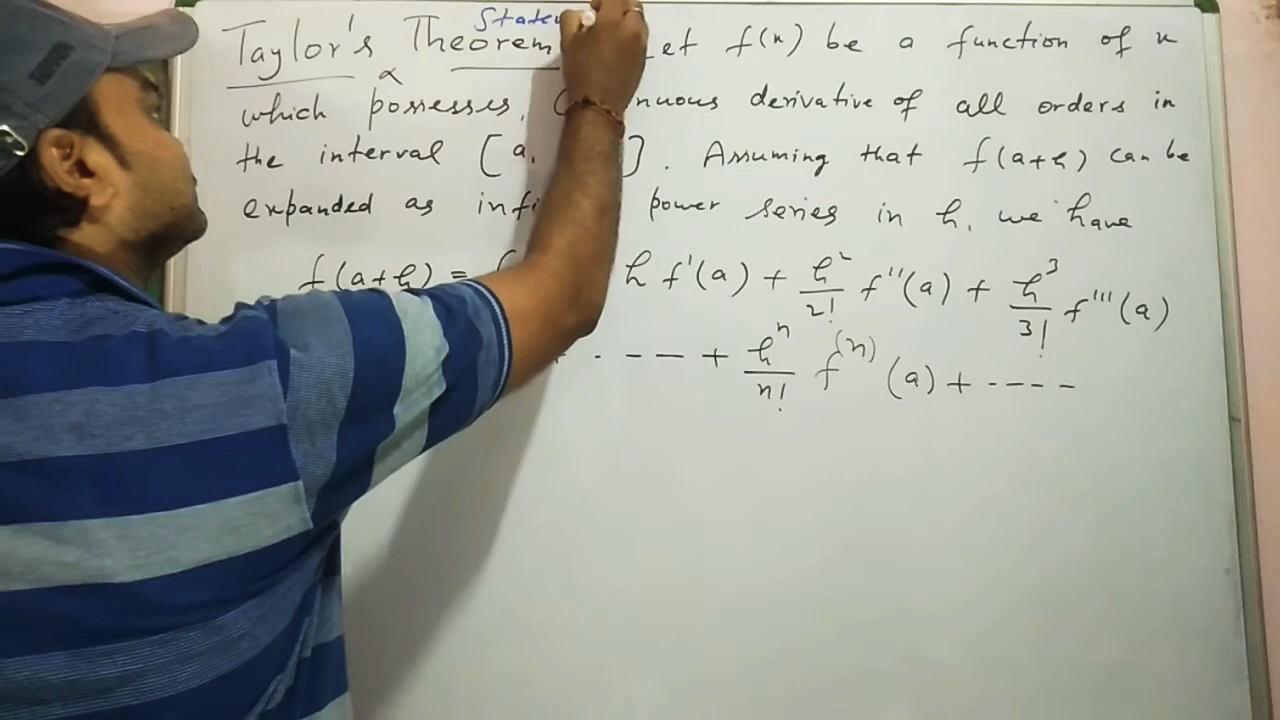 Taylor's Theorem Let f(x) be a function of x
which possesses, derivative of all orders in
the interval [a, ]. Assuming that f(a+h) can be
expanded as power series in h, we have
f(a+h) = h f'(a) + h²/2! f''(a) + h³/3! f'''(a)
+ ---- + hⁿ/n! f⁽ⁿ⁾(a) + ----